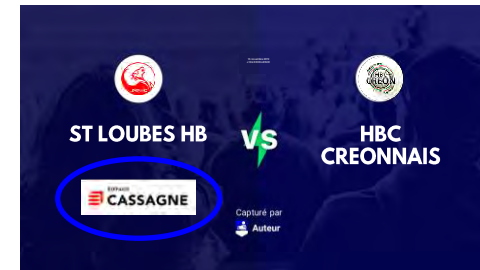 ST LOUBES HB
VS
HBC
CREONNAIS
CASSAGNE
Capturé par
Auteur